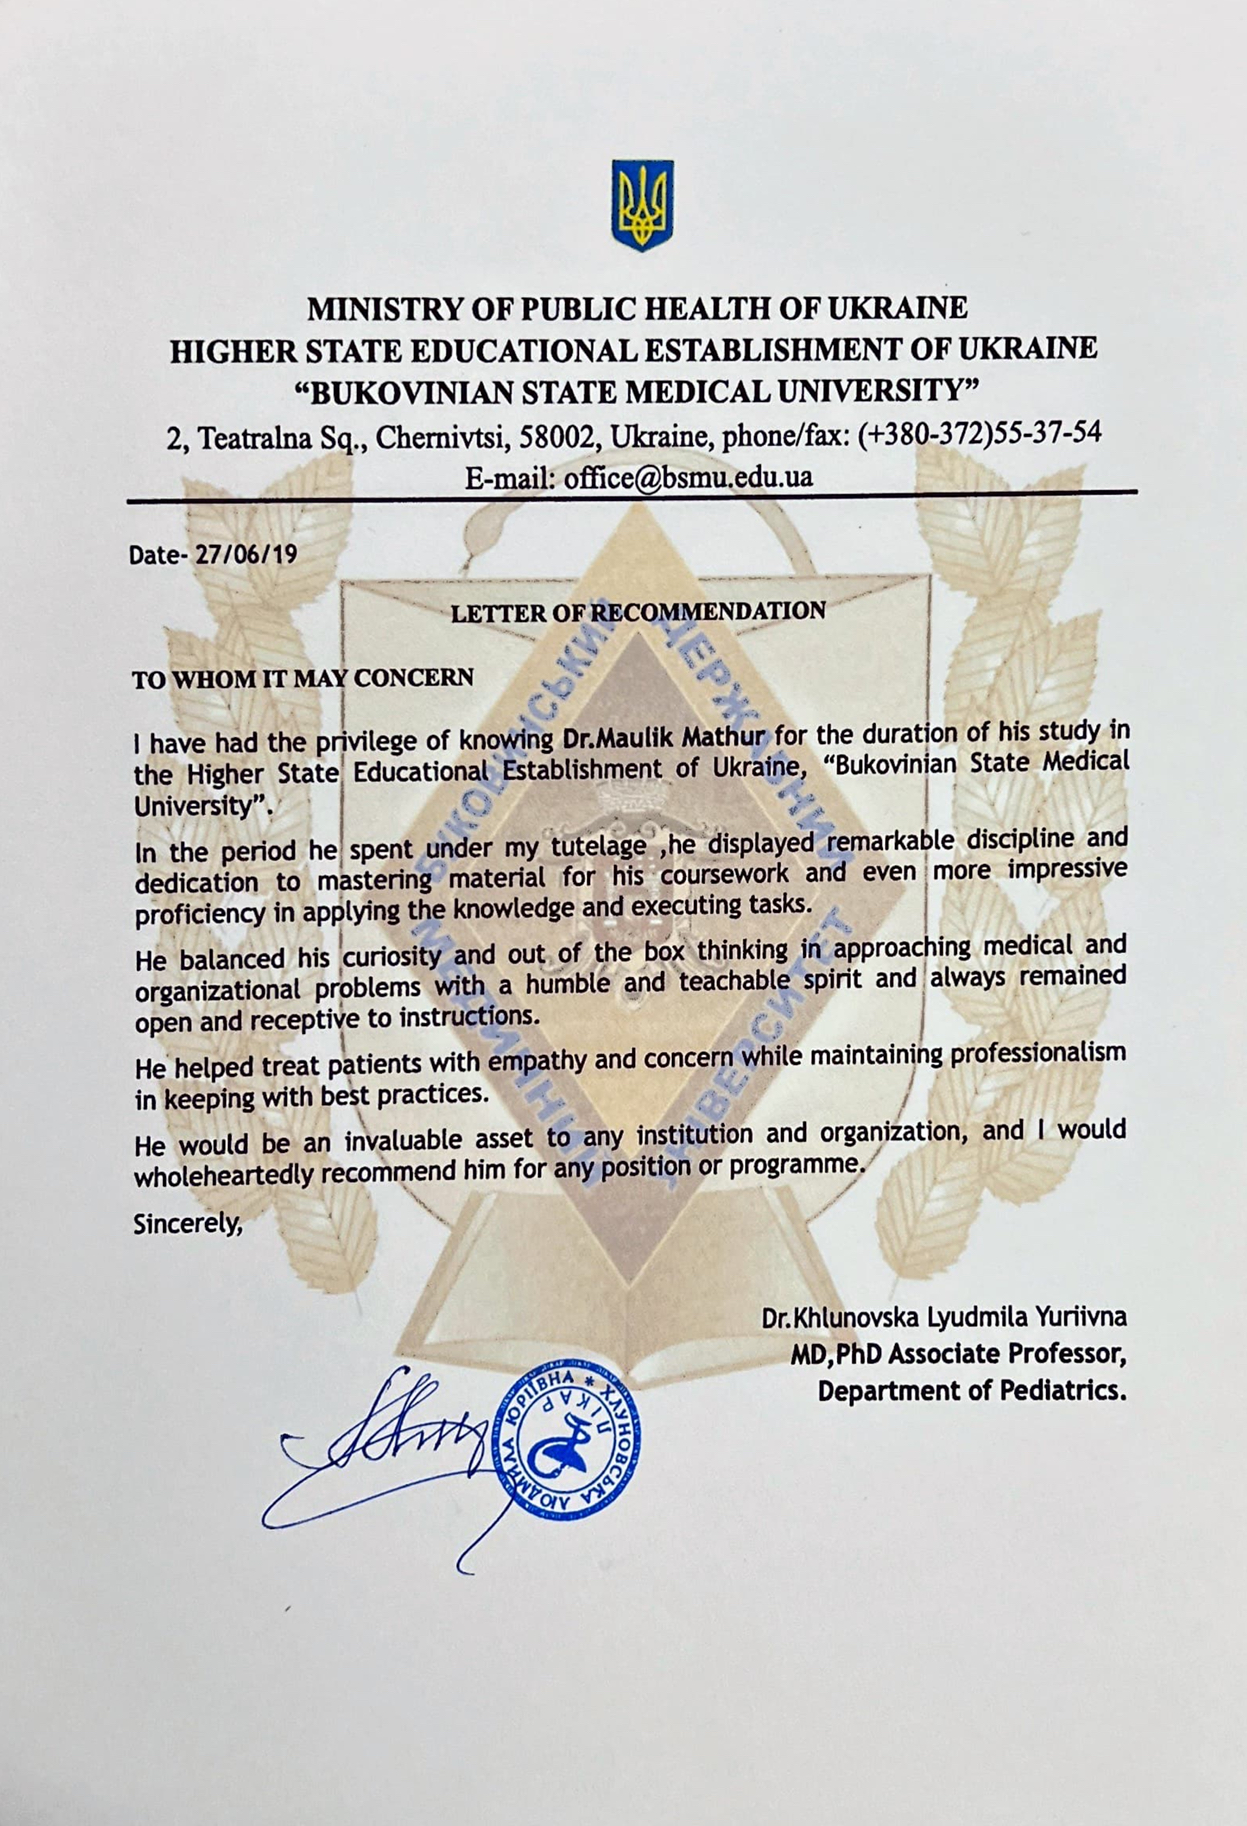 MINISTRY OF PUBLIC HEALTH OF UKRAINE
HIGHER STATE EDUCATIONAL ESTABLISHMENT OF UKRAINE
“BUKOVINIAN STATE MEDICAL UNIVERSITY”
2, Teatralna Sq., Chernivtsi, 58002, Ukraine, phone/fax: (+380-372)55-37-54
E-mail: office@bsmu.edu.ua
Date- 27/06/19
LETTER OF RECOMMENDATION
TO WHOM IT MAY CONCERN
I have had the privilege of knowing Dr.Maulik Mathur for the duration of his study in
the Higher State Educational Establishment of Ukraine, “Bukovinian State Medical
University”.
In the period he spent under my tutelage ,he displayed remarkable discipline and
dedication to mastering material for his coursework and even more impressive
proficiency in applying the knowledge and executing tasks.
He balanced his curiosity and out of the box thinking in approaching medical and
organizational problems with a humble and teachable spirit and always remained
open and receptive to instructions.
He helped treat patients with empathy and concern while maintaining professionalism
in keeping with best practices.
He would be an invaluable asset to any institution and organization, and I would
wholeheartedly recommend him for any position or programme.
Sincerely,
Dr.Khlunovska Lyudmila Yuriivna
MD,PhD Associate Professor,
Department of Pediatrics.
БУКОВИНСЬКИЙ
ДЕРЖАВНИЙ
МЕДИЧНИЙ
УНІВЕРСИТЕТ
ХЛУНОВСЬКА ЛЮДМИЛА ЮРІЇВНА *
ЛІКАР